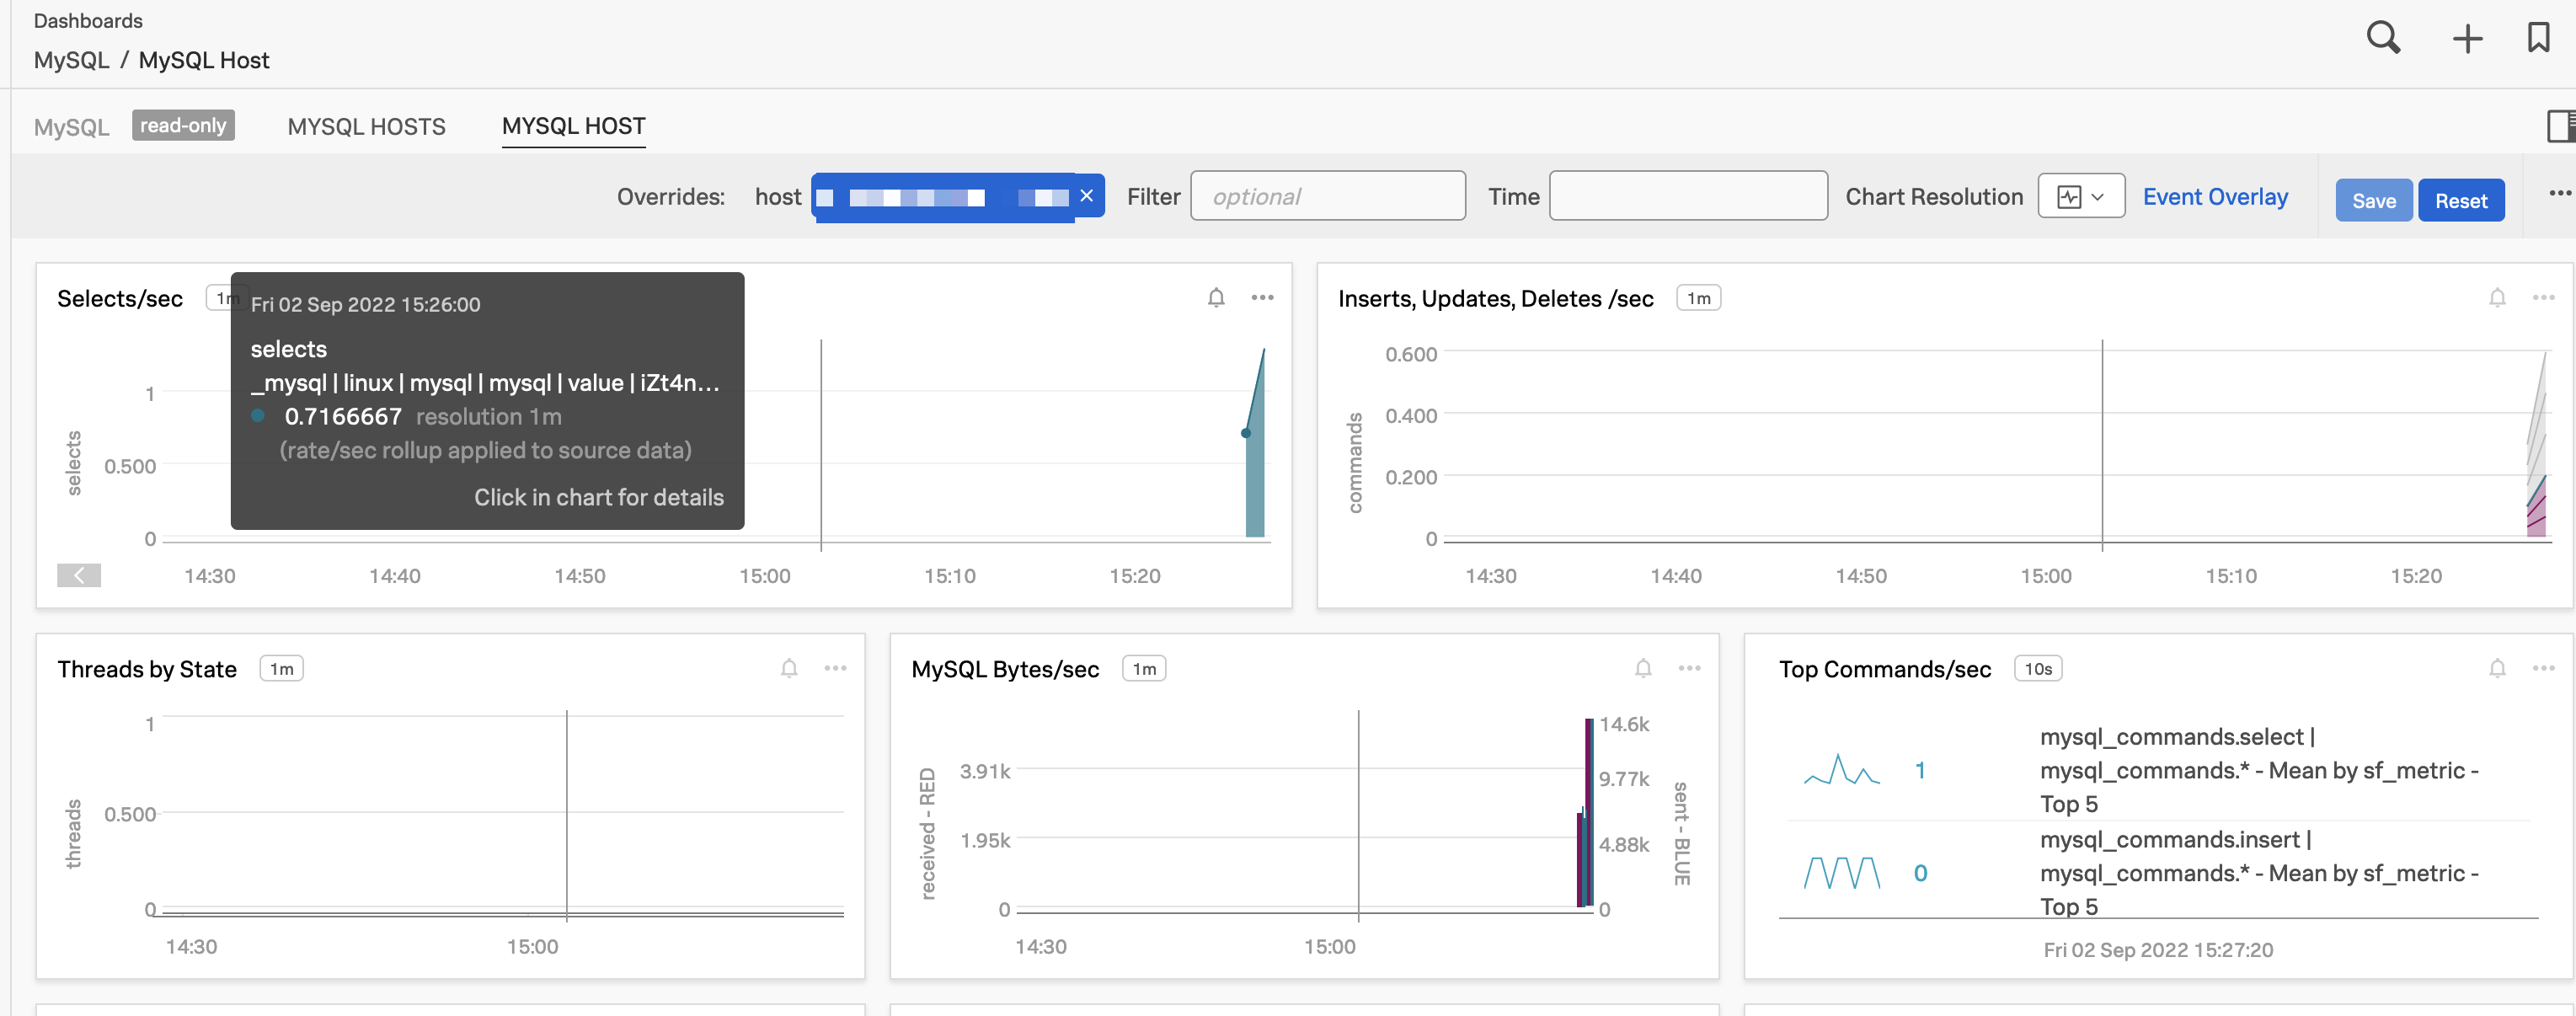 Dashboards
MySQL / MySQL Host
MySQL read-only MYSQL HOSTS MYSQL HOST
Overrides: host Filter optional Time Chart Resolution Event Overlay Save Reset
Selects/sec 1m
Fri 02 Sep 2022 15:26:00
selects
_mysql | linux | mysql | mysql | value | iZt4n...
0.7166667 resolution 1m
(rate/sec rollup applied to source data)
Click in chart for details
selects
1
0.500
0
14:30 14:40 14:50 15:00 15:10 15:20
Inserts, Updates, Deletes /sec 1m
commands
0.600
0.400
0.200
0
14:30 14:40 14:50 15:00 15:10 15:20
Threads by State 1m
threads
1
0.500
0
14:30 15:00
MySQL Bytes/sec 1m
received - RED
3.91k
1.95k
0
14.6k
9.77k
4.88k
0
sent - BLUE
14:30 15:00
Top Commands/sec 10s
1
mysql_commands.select |
mysql_commands.* - Mean by sf_metric -
Top 5
0
mysql_commands.insert |
mysql_commands.* - Mean by sf_metric -
Top 5
Fri 02 Sep 2022 15:27:20